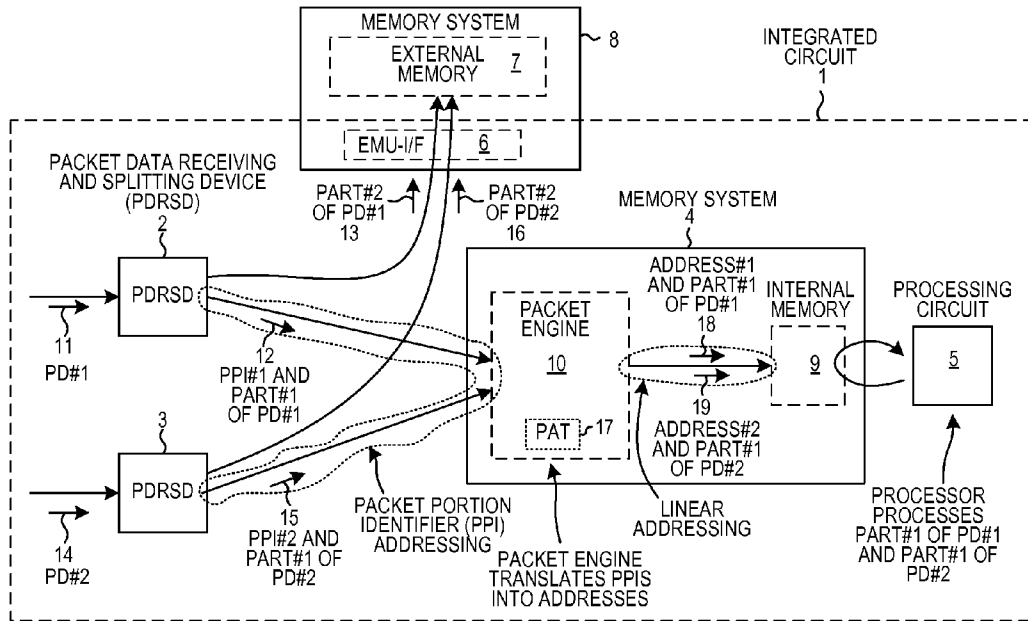 MEMORY SYSTEM
8
EXTERNAL
MEMORY
7
EMU-I/F
6
INTEGRATED
CIRCUIT
1
PACKET DATA RECEIVING
AND SPLITTING DEVICE
(PDRSD)
2
PDRSD
11
PD#1
12
PPI#1 AND
PART#1
OF PD#1
PART#2
OF PD#1
13
PART#2
OF PD#2
16
3
PDRSD
14
PD#2
15
PPI#2 AND
PART#1 OF
PD#2
PACKET PORTION
IDENTIFIER (PPI)
ADDRESSING
MEMORY SYSTEM
4
PACKET
ENGINE
10
PAT
17
PACKET ENGINE
TRANSLATES PPIS
INTO ADDRESSES
ADDRESS#1
AND PART#1
OF PD#1
18
19
ADDRESS#2
AND PART#1
OF PD#2
LINEAR
ADDRESSING
INTERNAL
MEMORY
9
PROCESSING
CIRCUIT
5
PROCESSOR
PROCESSES
PART#1 OF PD#1
AND PART#1 OF
PD#2